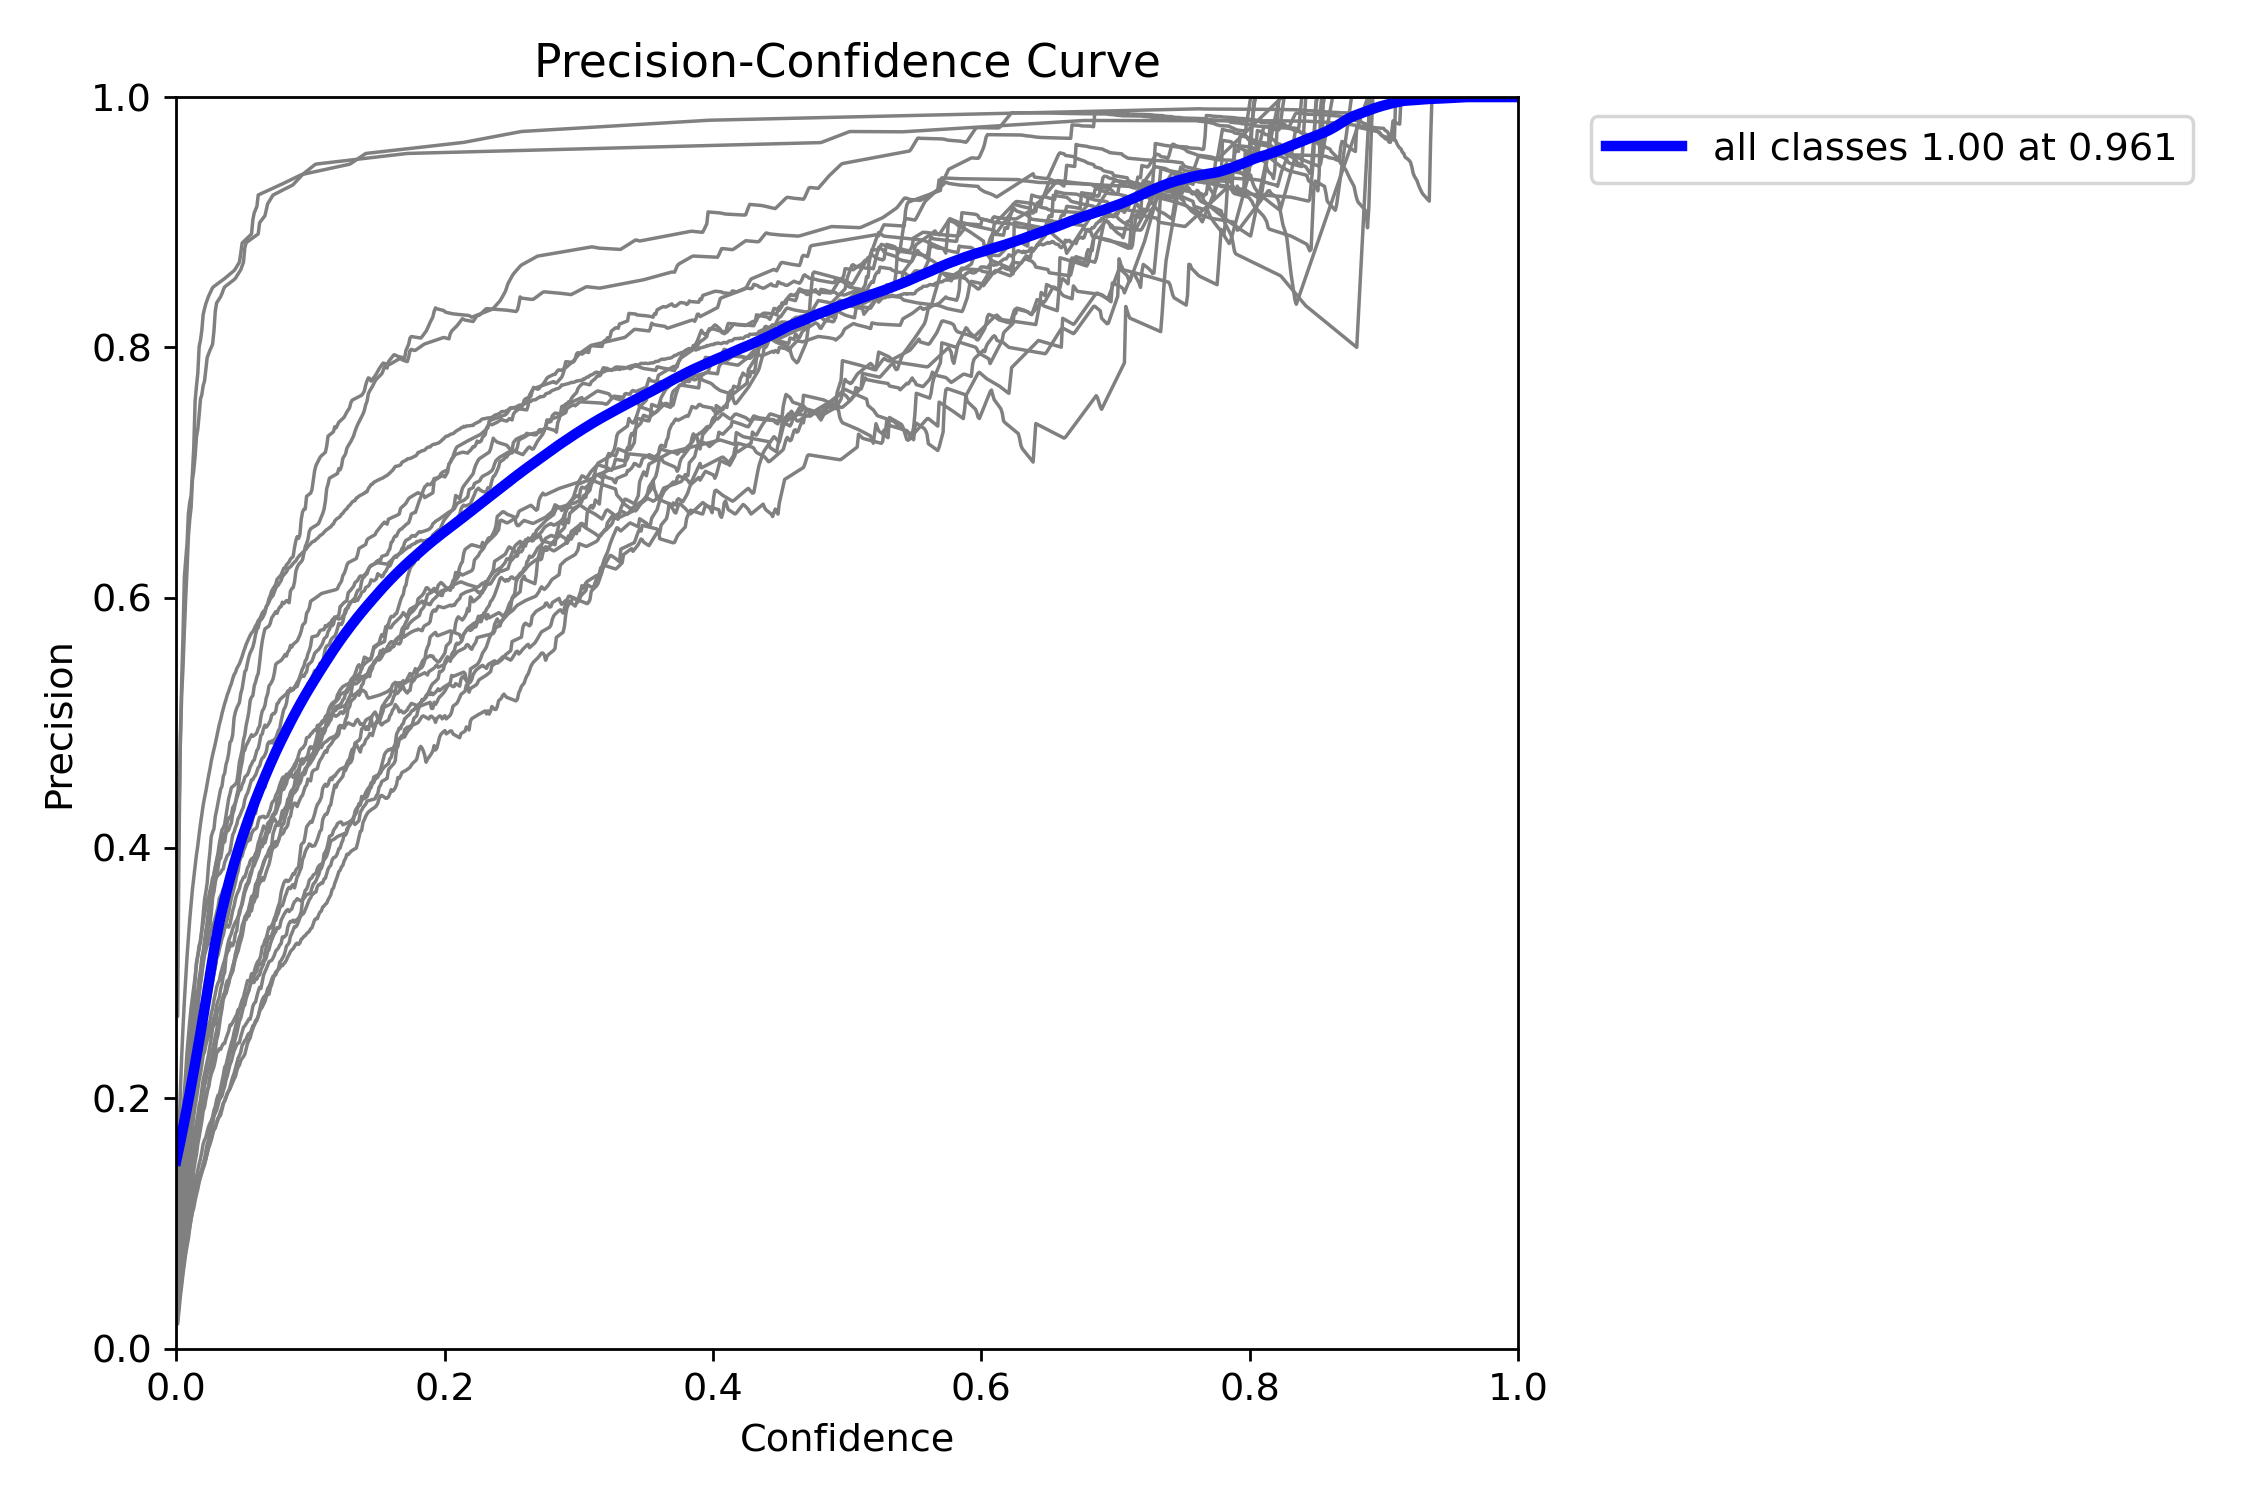 Precision-Confidence Curve
all classes 1.00 at 0.961
1.0
0.8
0.6
0.4
0.2
0.0
Precision
0.0 0.2 0.4 0.6 0.8 1.0
Confidence